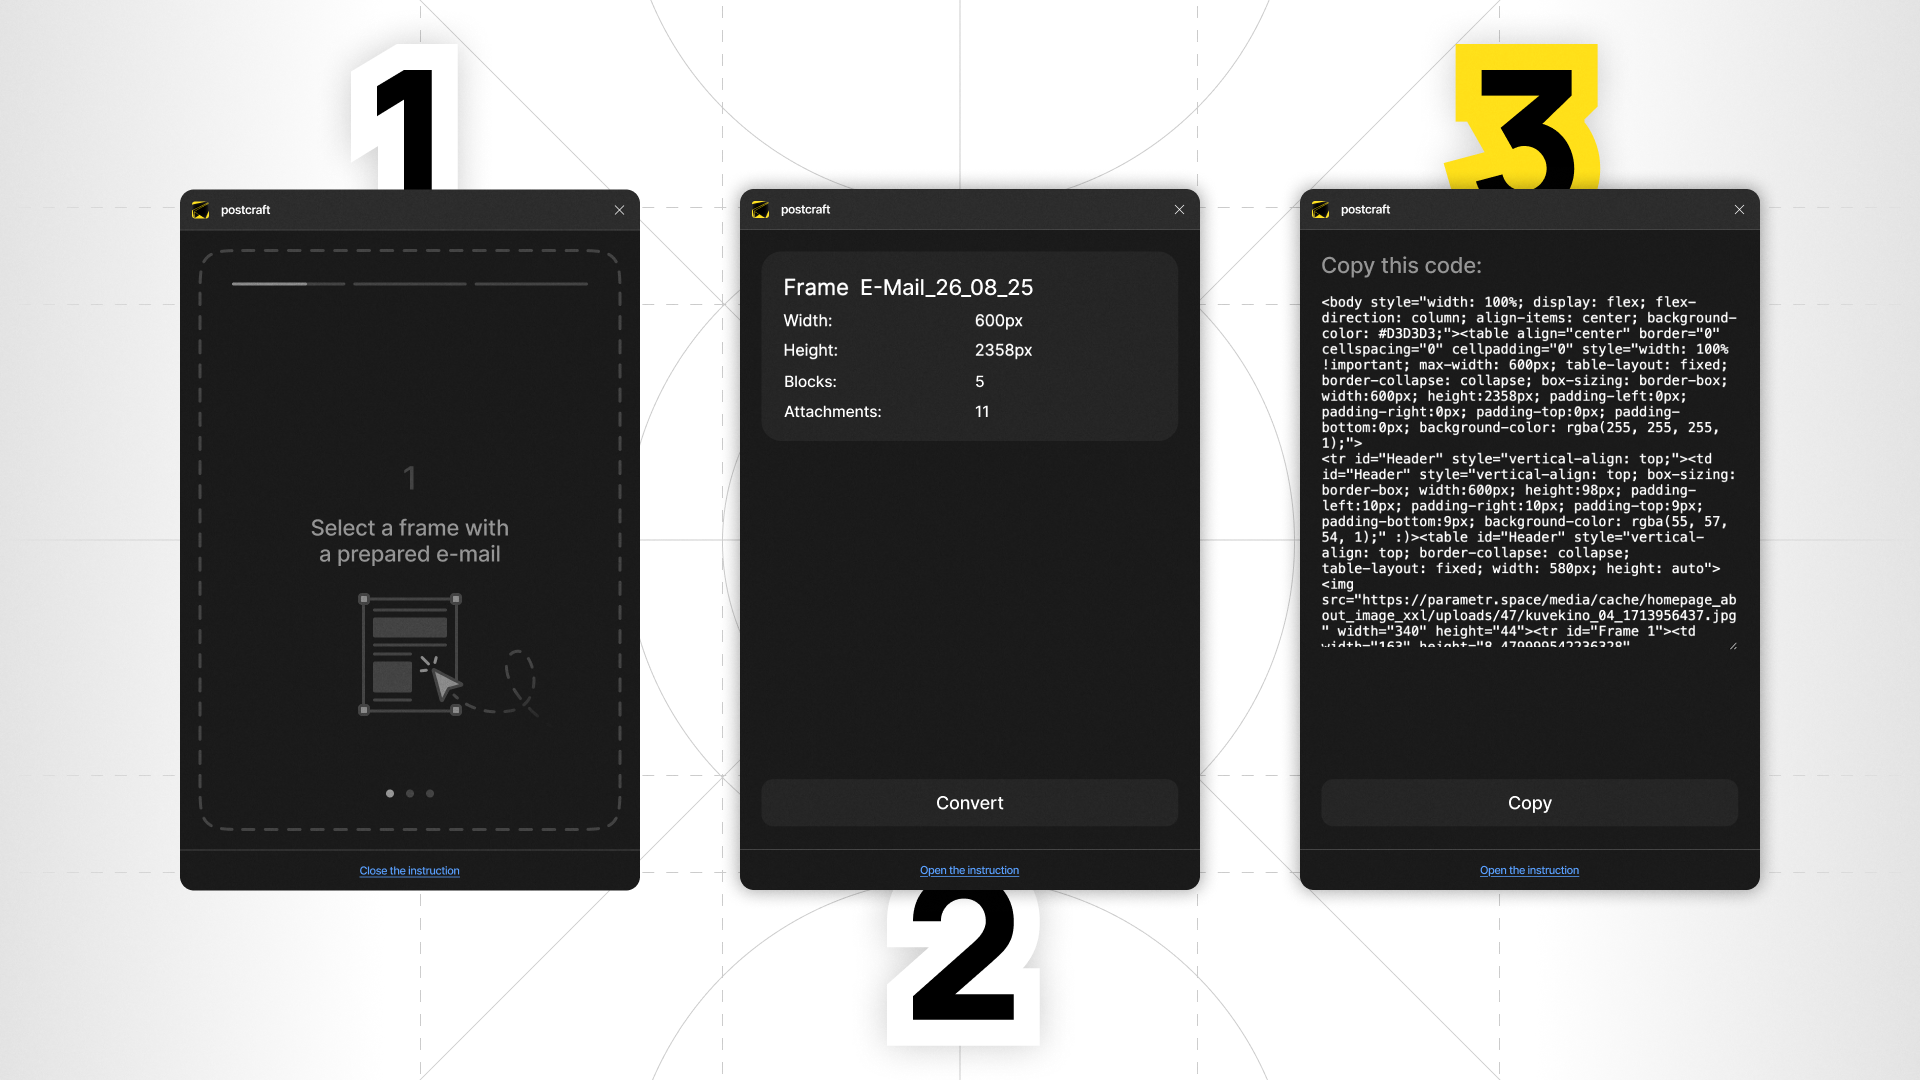 1
postcraft
1
Select a frame with
a prepared e-mail
Close the instruction
postcraft
Frame E-Mail_26_08_25
Width: 600px
Height: 2358px
Blocks: 5
Attachments: 11
Convert
Open the instruction
2
3
postcraft
Copy this code:
<body style="width: 100%; display: flex; flex-
direction: column; align-items: center; background-
color: #D3D3D3;"><table align="center" border="0"
cellspacing="0" cellpadding="0" style="width: 100%
!important; max-width: 600px; table-layout: fixed;
border-collapse: collapse; box-sizing: border-box;
width:600px; height:2358px; padding-left:0px;
padding-right:0px; padding-top:0px; padding-
bottom:0px; background-color: rgba(255, 255, 255,
1);">
<tr id="Header" style="vertical-align: top;"><td
id="Header" style="vertical-align: top; box-sizing:
border-box; width:600px; height:98px; padding-
left:10px; padding-right:10px; padding-top:9px;
padding-bottom:9px; background-color: rgba(55, 57,
54, 1);" :)><table id="Header" style="vertical-
align: top; border-collapse: collapse;
table-layout: fixed; width: 580px; height: auto">
<img
src="https://parametr.space/media/cache/homepage_ab
out_image_xxl/uploads/47/kuvekino_04_1713956437.jpg
" width="340" height="44"><tr id="Frame 1"><td
width="163" height="8.479999542236328"
Copy
Open the instruction